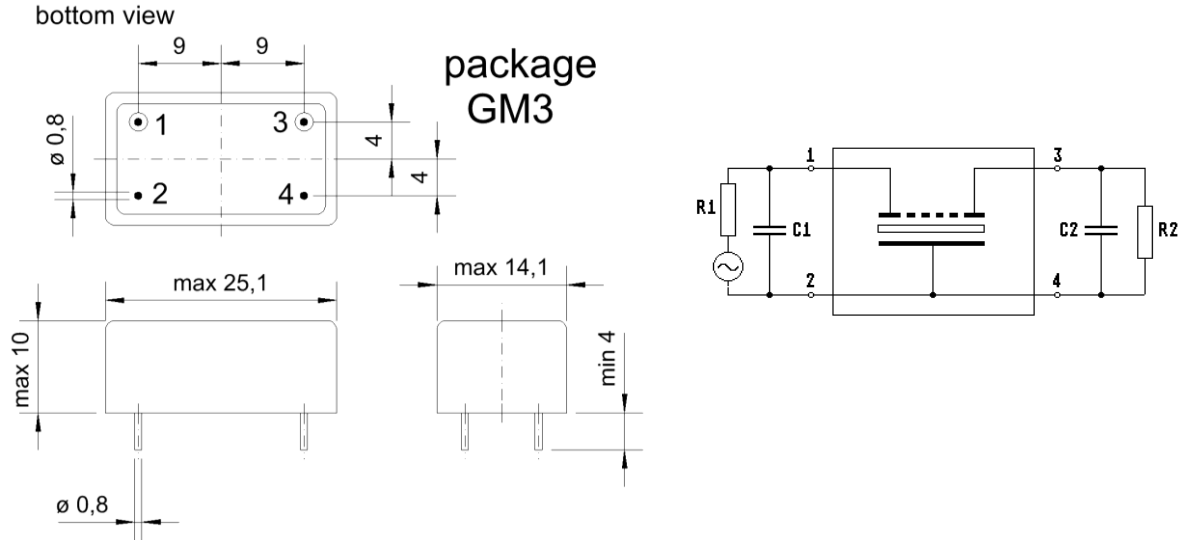 bottom view
9
9
package
GM3
1
3
ø 0,8
4
4
2
4
max 25,1
max 14,1
max 10
min 4
ø 0,8
1
3
R1
C1
C2
R2
2
4